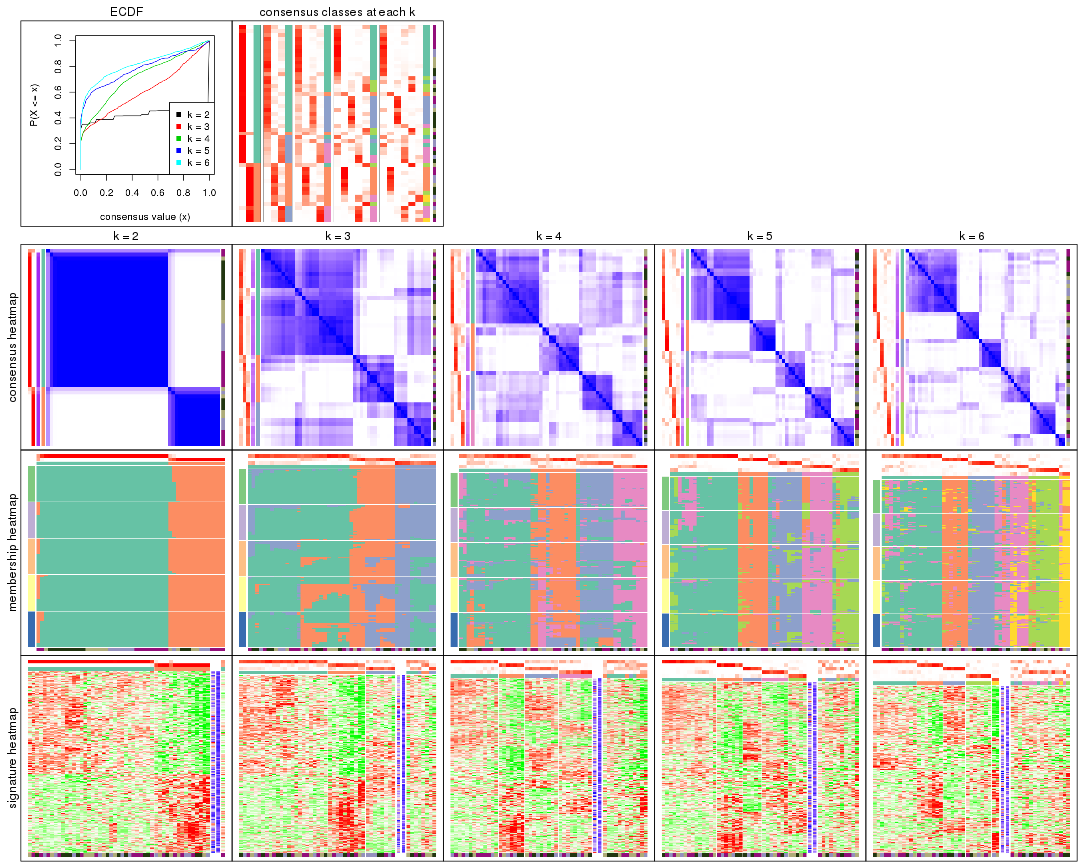 ECDF
consensus classes at each k
P(X <= x)
0.0
0.2
0.4
0.6
0.8
1.0
k = 2
k = 3
k = 4
k = 5
k = 6
0.0 0.2 0.4 0.6 0.8 1.0
consensus value (x)
k = 2 k = 3 k = 4 k = 5 k = 6
consensus heatmap
membership heatmap
signature heatmap